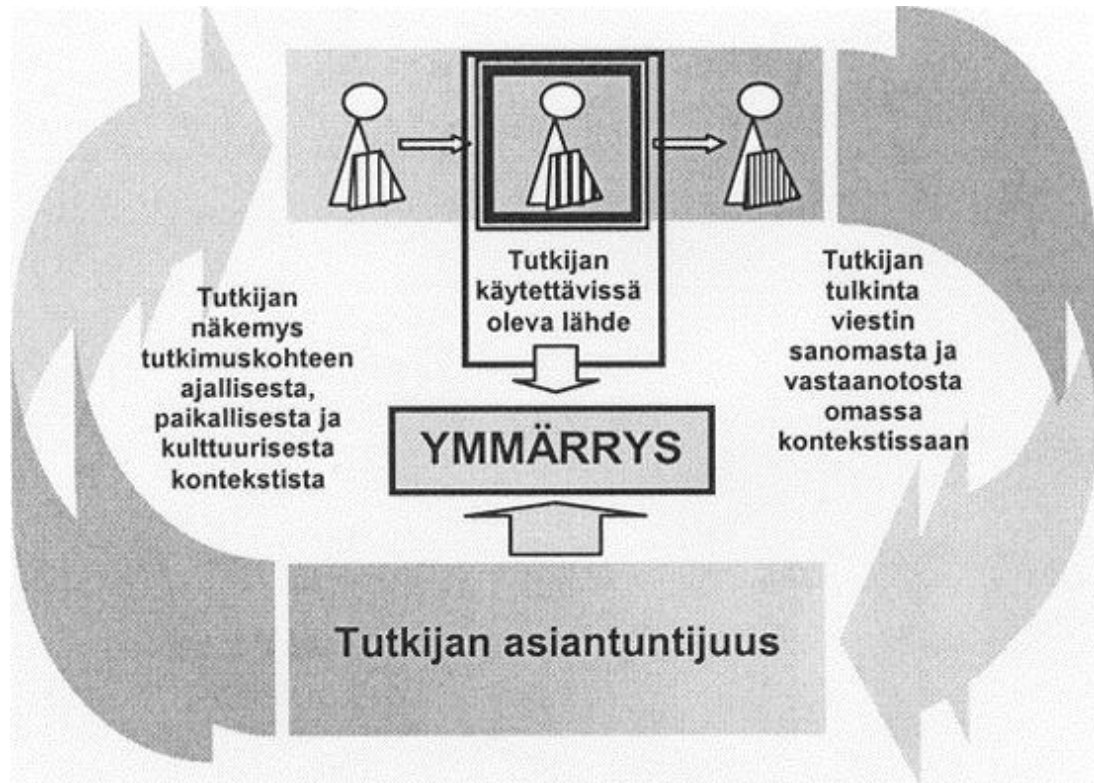 Tutkijan
käytettävissä
oleva lähde
Tutkijan
näkemys
tutkimuskohteen
ajallisesta,
paikallisesta ja
kulttuurisesta
kontekstista
Tutkijan
tulkinta
viestin
sanomasta ja
vastaanotosta
omassa
kontekstissaan
YMMÄRRYS
Tutkijan asiantuntijuus